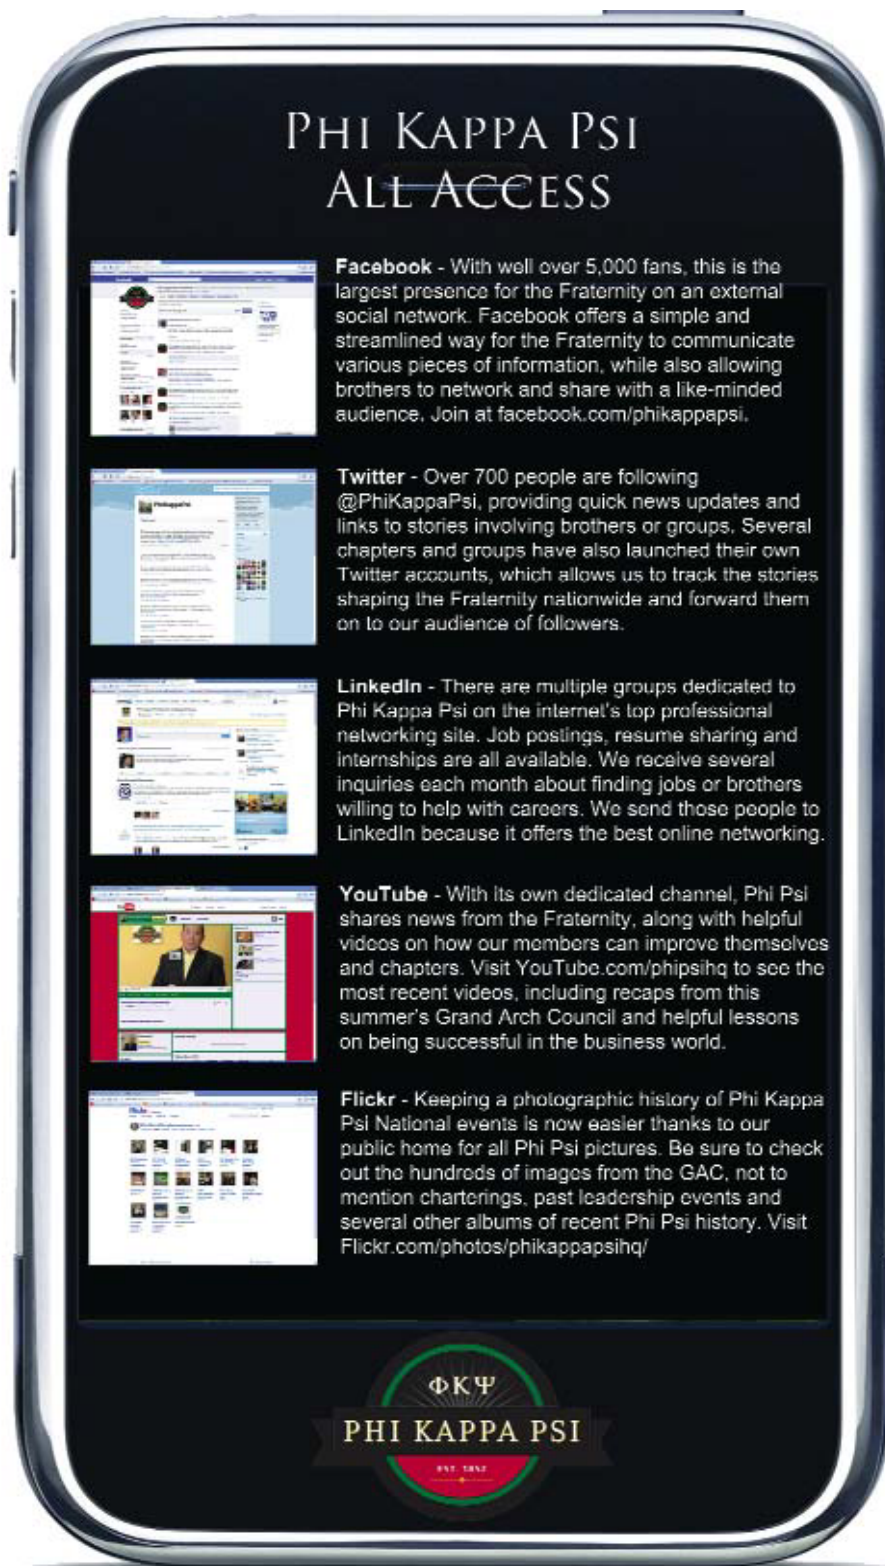 PHI KAPPA PSI
ALL ACCESS
Facebook - With well over 5,000 fans, this is the
largest presence for the Fraternity on an external
social network. Facebook offers a simple and
streamlined way for the Fraternity to communicate
various pieces of information, while also allowing
brothers to network and share with a like-minded
audience. Join at facebook.com/phikappapsi.
Twitter - Over 700 people are following
@PhiKappaPsi, providing quick news updates and
links to stories involving brothers or groups. Several
chapters and groups have also launched their own
Twitter accounts, which allows us to track the stories
shaping the Fraternity nationwide and forward them
on to our audience of followers.
LinkedIn - There are multiple groups dedicated to
Phi Kappa Psi on the internet's top professional
networking site. Job postings, resume sharing and
internships are all available. We receive several
inquiries each month about finding jobs or brothers
willing to help with careers. We send those people to
LinkedIn because it offers the best online networking.
YouTube - With its own dedicated channel, Phi Psi
shares news from the Fraternity, along with helpful
videos on how our members can improve themselves
and chapters. Visit YouTube.com/phipsihq to see the
most recent videos, including recaps from this
summer's Grand Arch Council and helpful lessons
on being successful in the business world.
Flickr - Keeping a photographic history of Phi Kappa
Psi National events is now easier thanks to our
public home for all Phi Psi pictures. Be sure to check
out the hundreds of images from the GAC, not to
mention charterings, past leadership events and
several other albums of recent Phi Psi history. Visit
Flickr.com/photos/phikappapsihq/
ΦΚΨ
PHI KAPPA PSI
EST. 1852